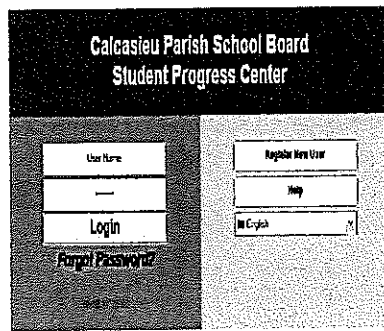 Calcasieu Parish School Board
Student Progress Center
User Name
Login
Forgot Password?
Register New User
Help
English